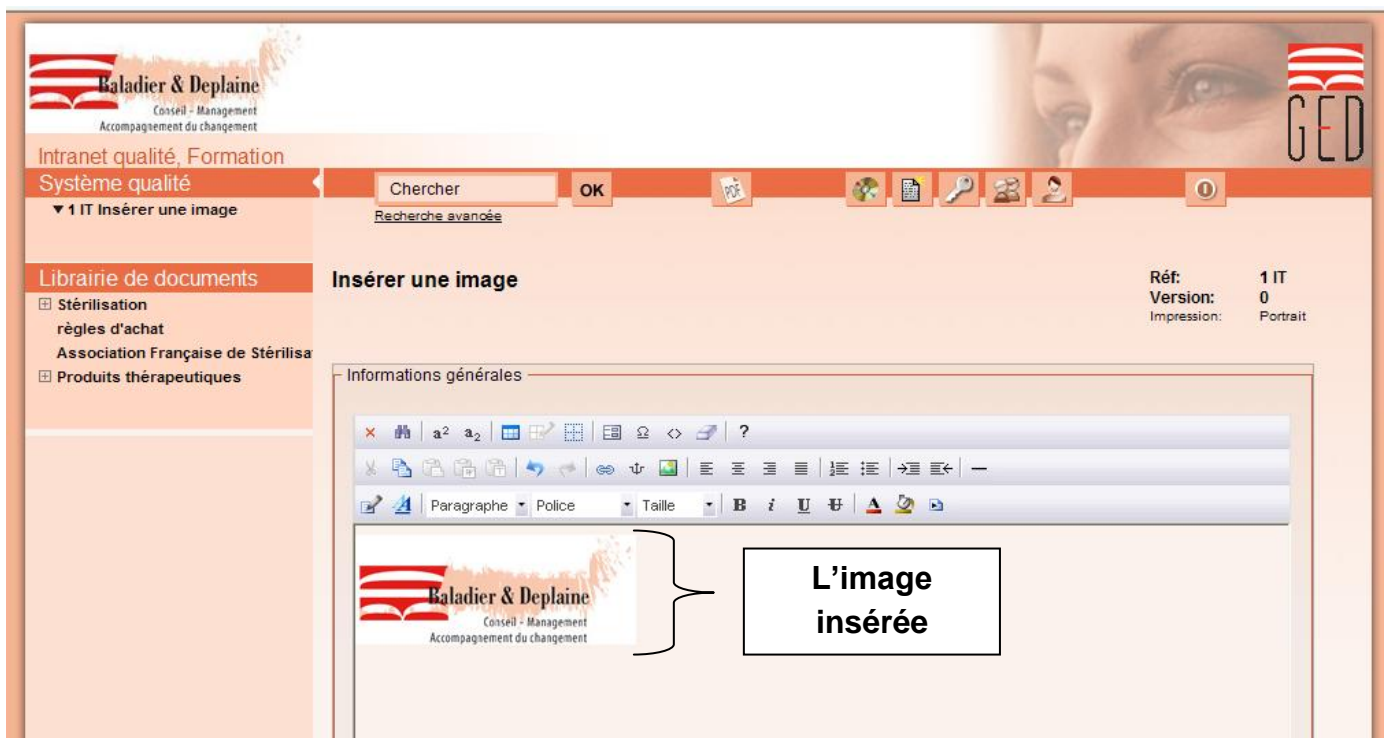 Baladier & Deplaine
Conseil - Management
Accompagnement du changement
GED
Intranet qualité, Formation
Système qualité
▼1 IT Insérer une image
Chercher
OK
PDF
Recherche avancée
Librairie de documents
Stérilisation
règles d'achat
Association Française de Stérilisa
Produits thérapeutiques
Insérer une image
Réf: 1 IT
Version: 0
Impression: Portrait
Informations générales
a² a₂ Ω <> ?
Paragraphe Police Taille B i U U A
Baladier & Deplaine
Conseil - Management
Accompagnement du changement
L'image
insérée